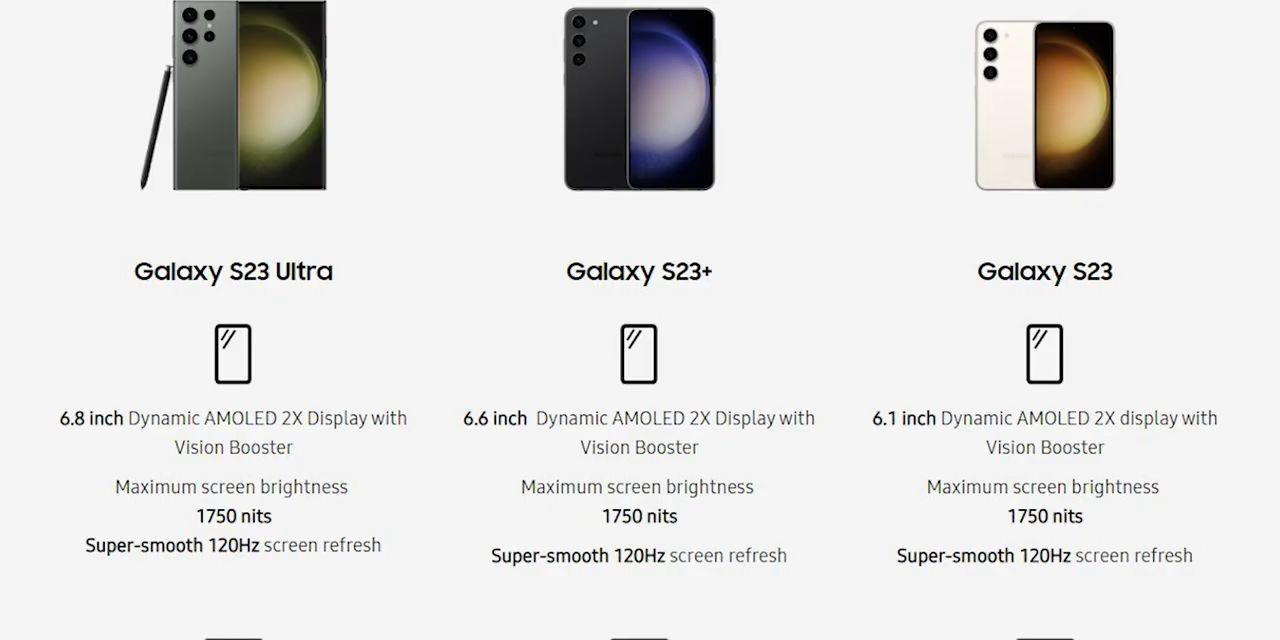 Galaxy S23 Ultra
Galaxy S23+
Galaxy S23
6.8 inch Dynamic AMOLED 2X Display with
Vision Booster
Maximum screen brightness
1750 nits
Super-smooth 120Hz screen refresh
6.6 inch Dynamic AMOLED 2X Display with
Vision Booster
Maximum screen brightness
1750 nits
Super-smooth 120Hz screen refresh
6.1 inch Dynamic AMOLED 2X display with
Vision Booster
Maximum screen brightness
1750 nits
Super-smooth 120Hz screen refresh